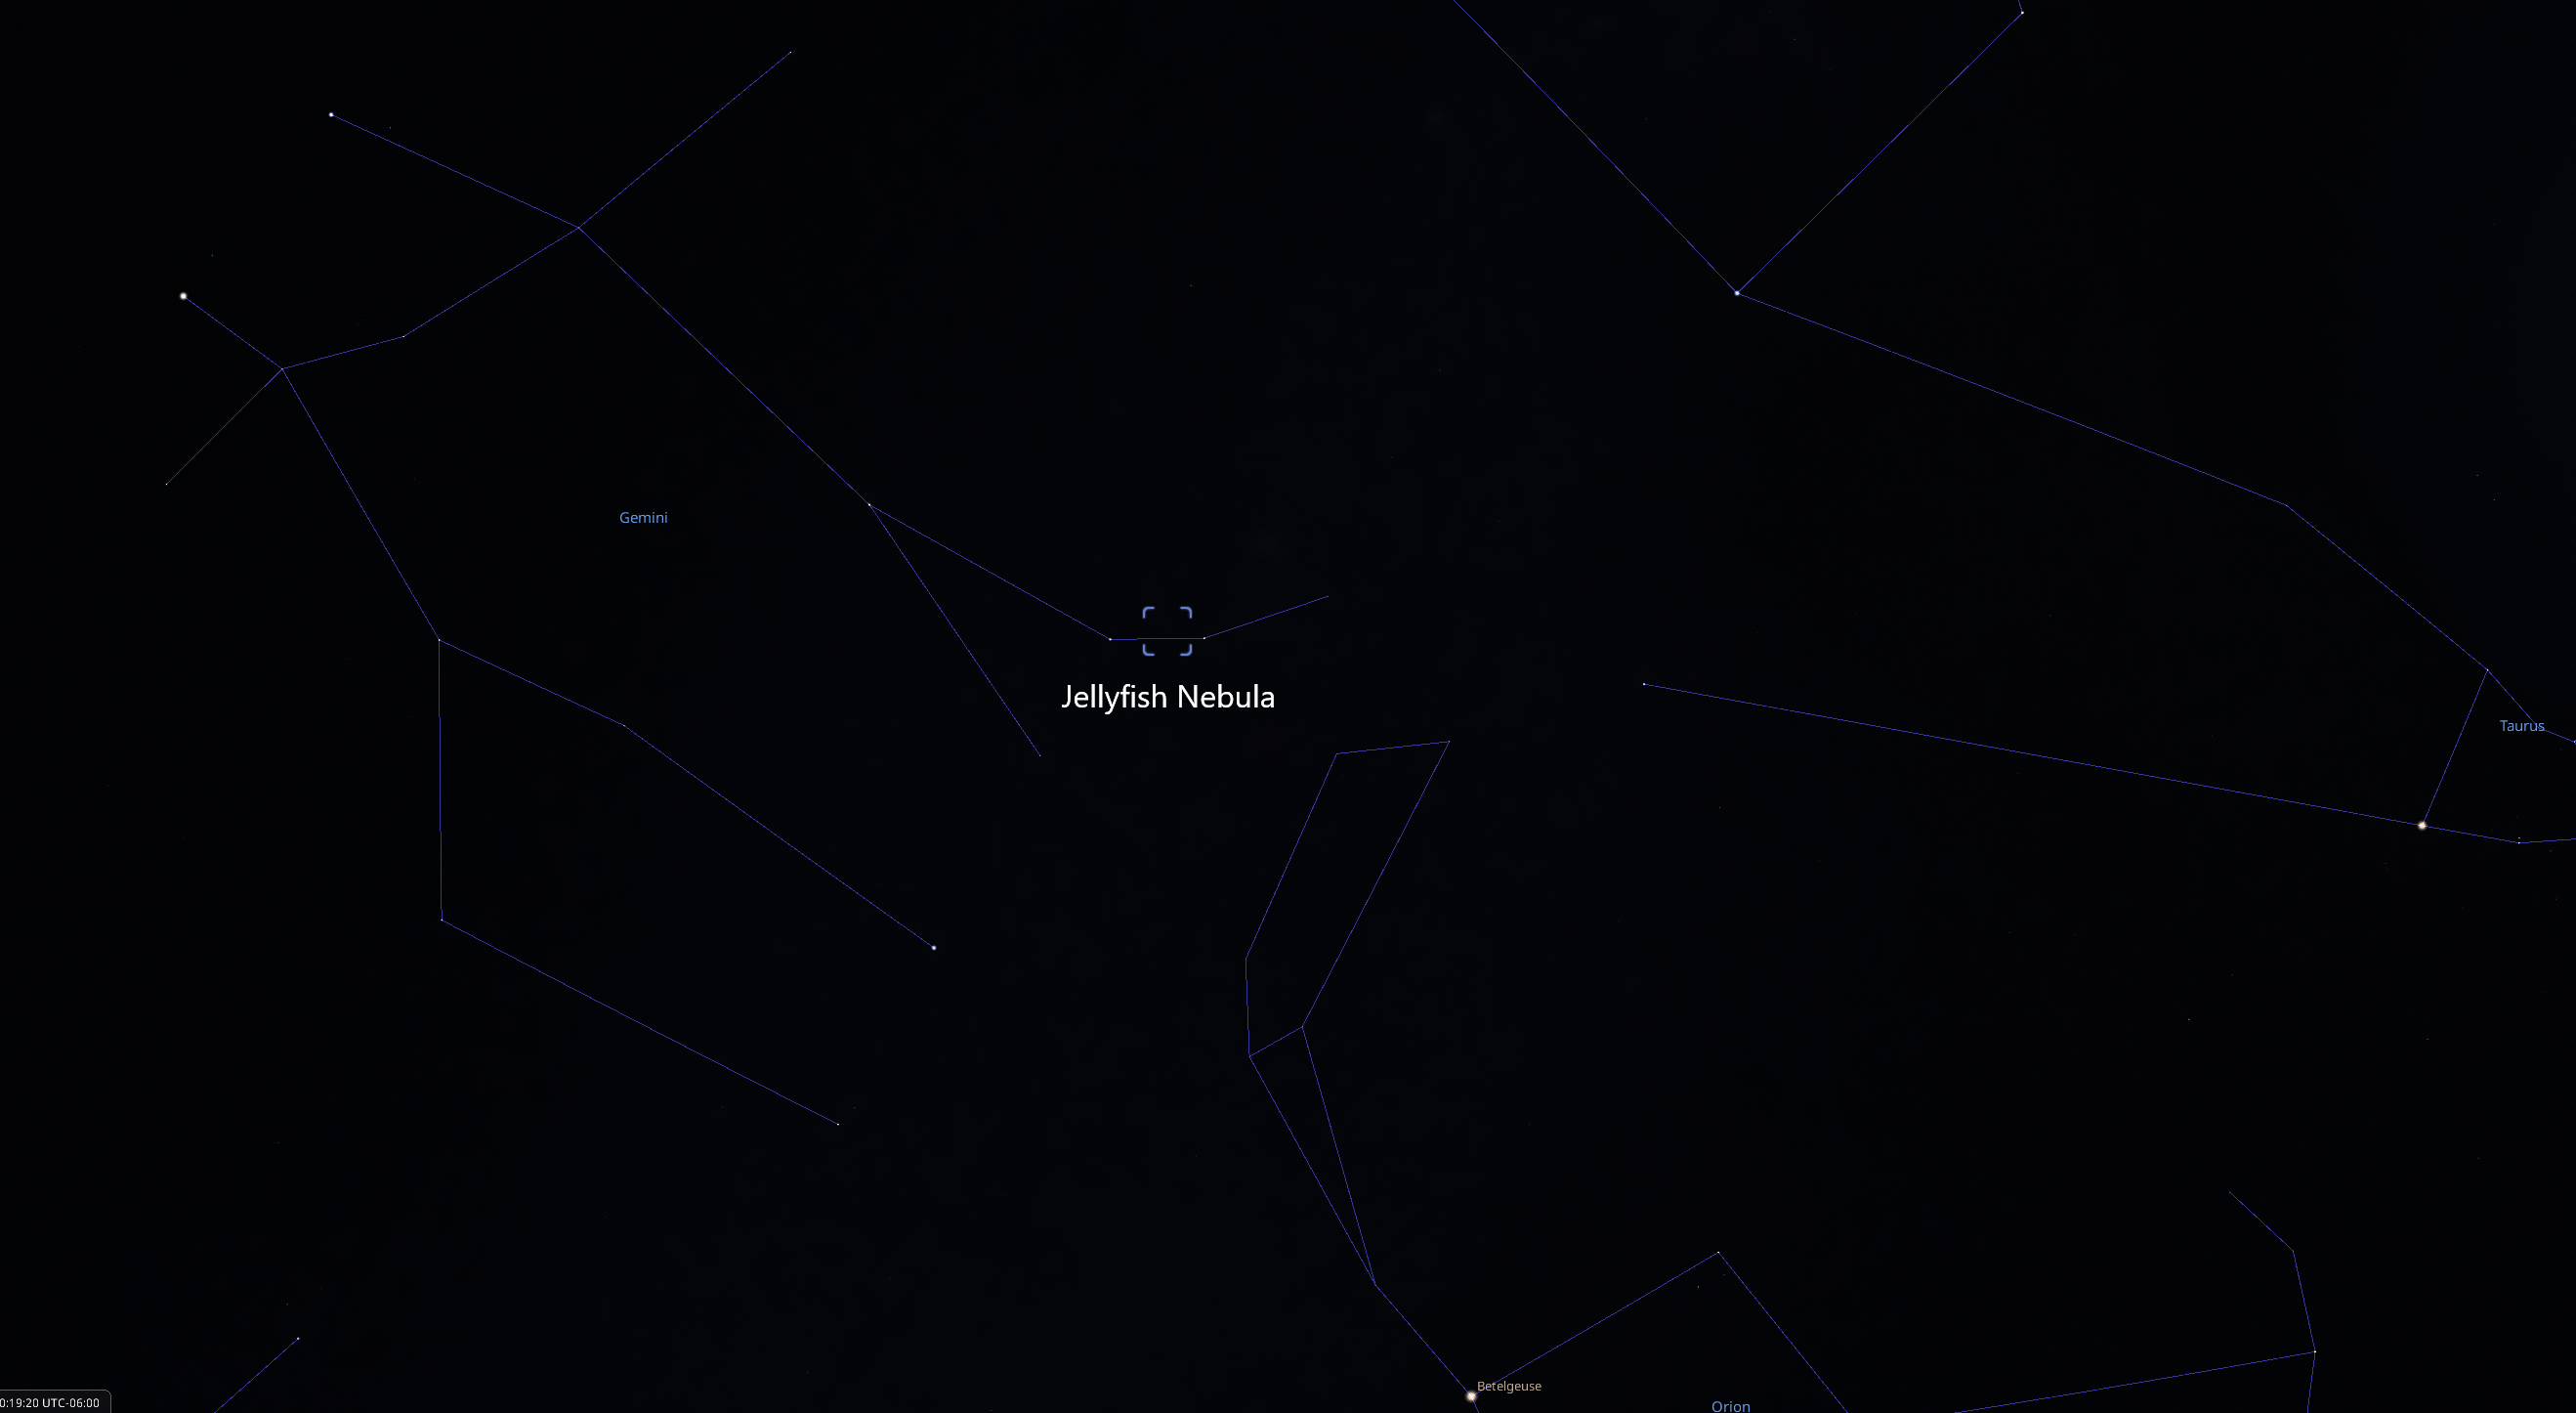 Gemini
Jellyfish Nebula
Taurus
Betelgeuse
0:19:20 UTC-06:00
Orion